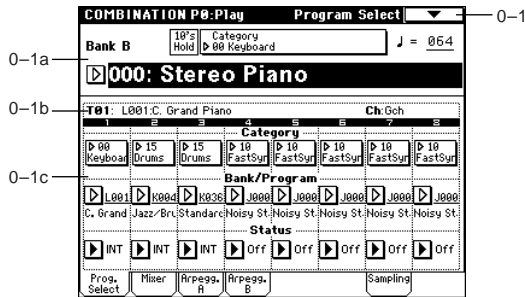 COMBINATION P0:Play Program Select
0–1
Bank B 10's Hold Category 00 Keyboard ♩ = 064
0–1a
000: Stereo Piano
0–1b
T01: L001:C. Grand Piano Ch:Gch
1 2 3 4 5 6 7 8
Category
00 Keyboar 15 Drums 15 Drums 10 FastSyn 10 FastSyn 10 FastSyn 10 FastSyn 10 FastSyn
0–1c
Bank/Program
L001 K004 K036 J000 J000 J000 J000 J000
C. Grand Jazz/Bru Standard Noisy St Noisy St Noisy St Noisy St Noisy St
Status
INT INT INT Off Off Off Off Off
Prog. Select Mixer Arpegg. A Arpegg. B Sampling